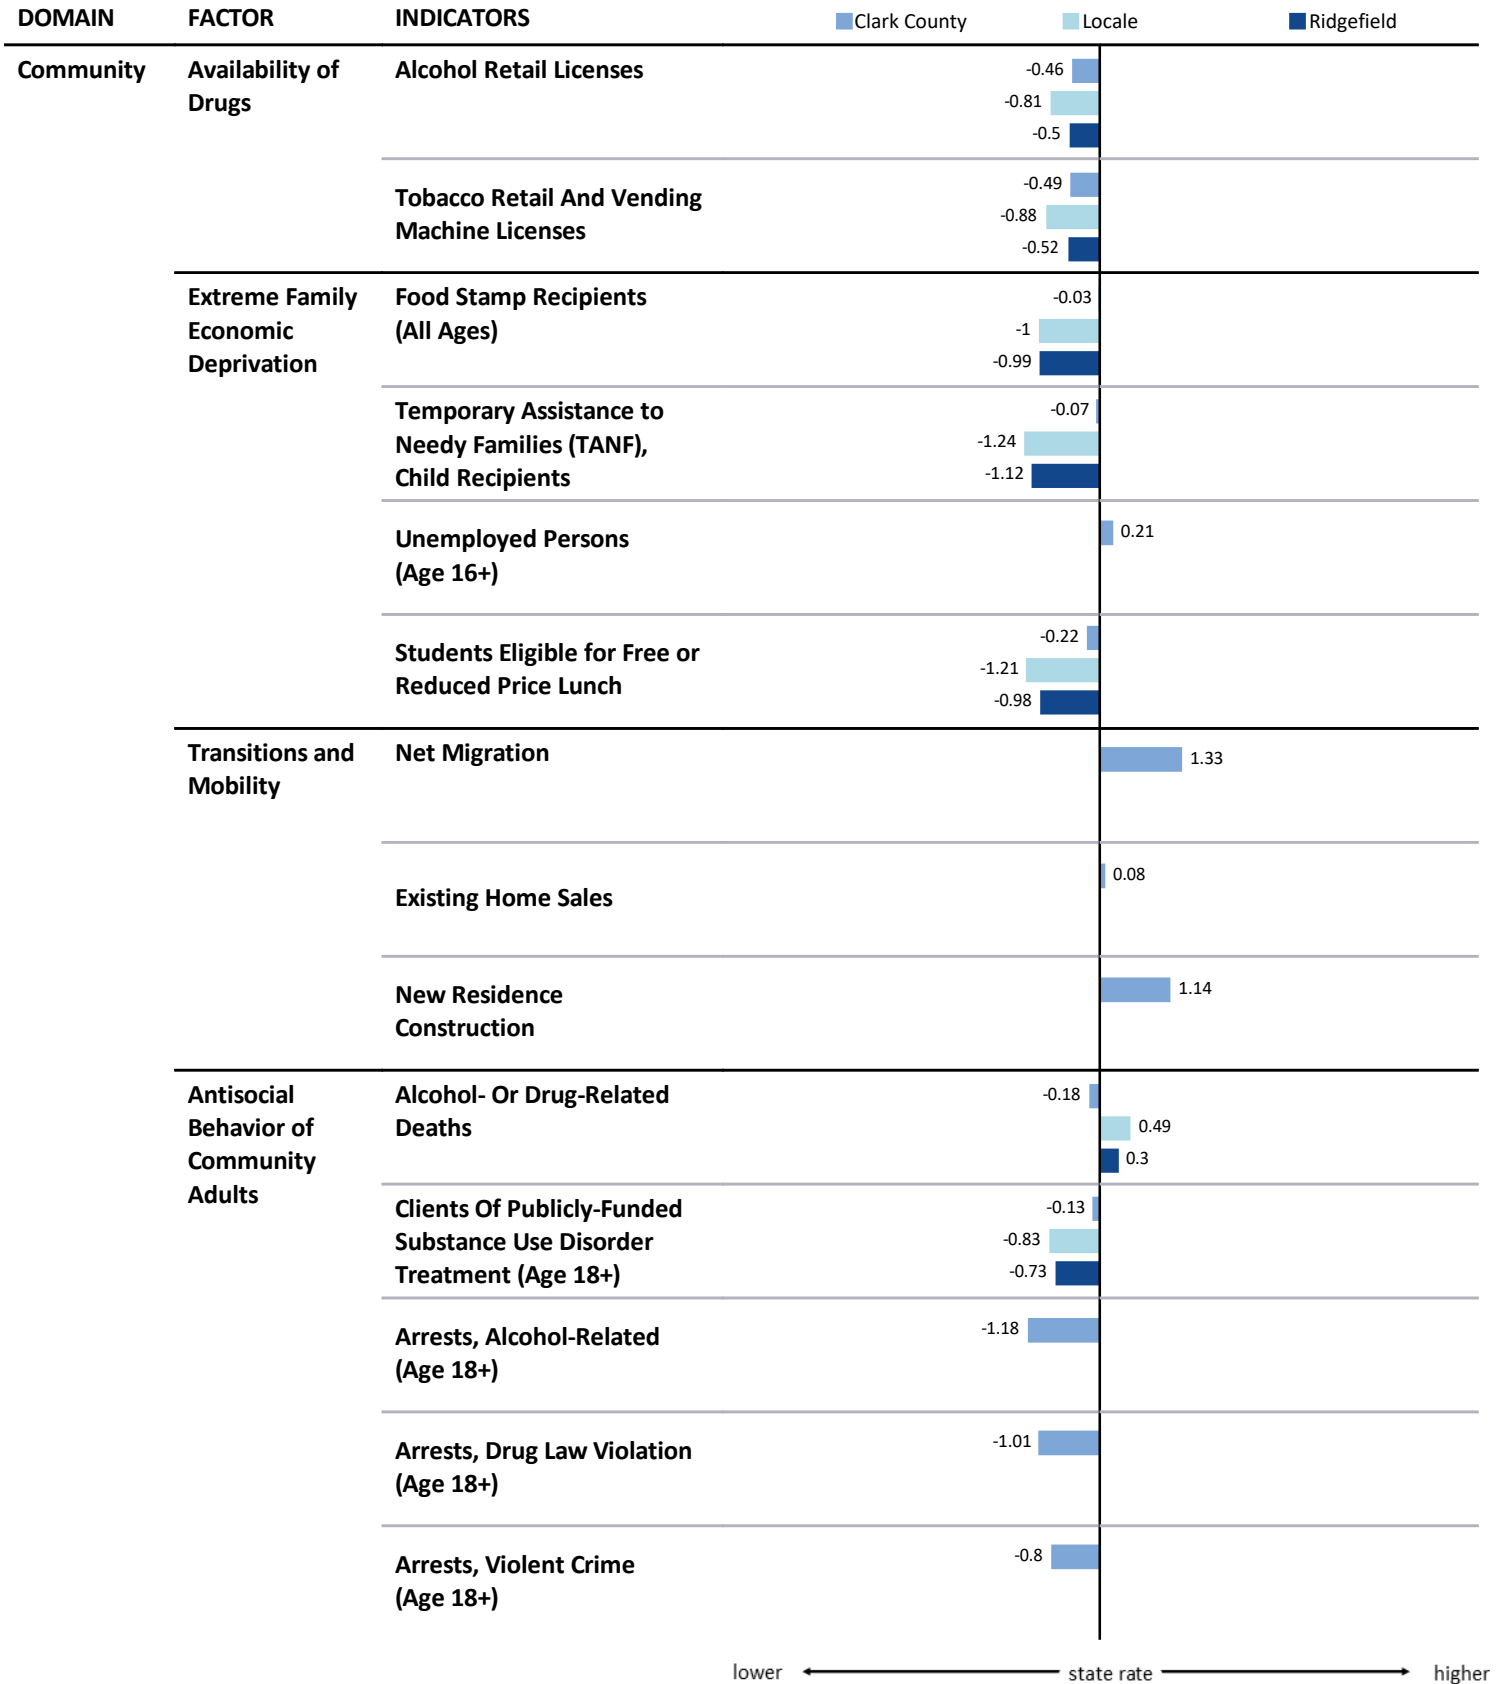 DOMAIN FACTOR INDICATORS Clark County Locale Ridgefield
Community Availability of Drugs Alcohol Retail Licenses
-0.46
-0.81
-0.5
Tobacco Retail And Vending
Machine Licenses
-0.49
-0.88
-0.52
Extreme Family
Economic
Deprivation
Food Stamp Recipients
(All Ages)
-0.03
-1
-0.99
Temporary Assistance to
Needy Families (TANF),
Child Recipients
-0.07
-1.24
-1.12
Unemployed Persons
(Age 16+)
0.21
Students Eligible for Free or
Reduced Price Lunch
-0.22
-1.21
-0.98
Transitions and
Mobility
Net Migration
1.33
Existing Home Sales
0.08
New Residence
Construction
1.14
Antisocial
Behavior of
Community
Adults
Alcohol- Or Drug-Related
Deaths
-0.18
0.49
0.3
Clients Of Publicly-Funded
Substance Use Disorder
Treatment (Age 18+)
-0.13
-0.83
-0.73
Arrests, Alcohol-Related
(Age 18+)
-1.18
Arrests, Drug Law Violation
(Age 18+)
-1.01
Arrests, Violent Crime
(Age 18+)
-0.8
lower state rate higher